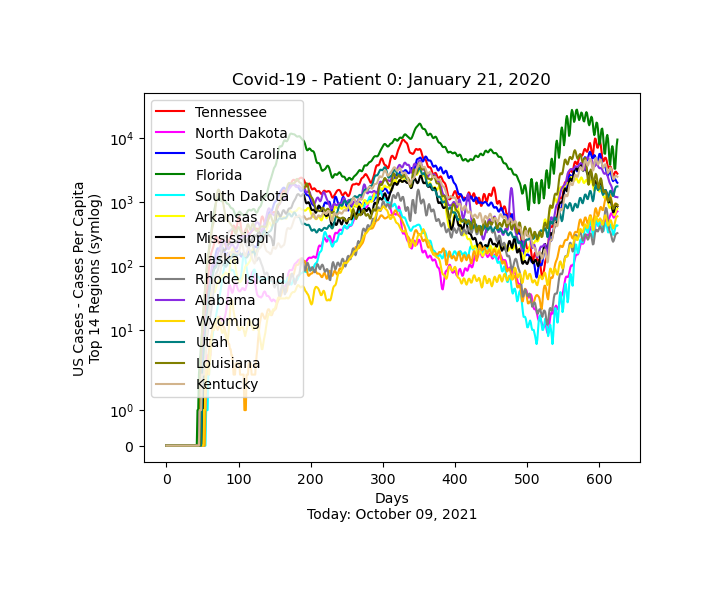 Covid-19 - Patient 0: January 21, 2020
US Cases - Cases Per Capita
Top 14 Regions (symlog)
10^4
10^3
10^2
10^1
10^0
0
Tennessee
North Dakota
South Carolina
Florida
South Dakota
Arkansas
Mississippi
Alaska
Rhode Island
Alabama
Wyoming
Utah
Louisiana
Kentucky
0 100 200 300 400 500 600
Days
Today: October 09, 2021